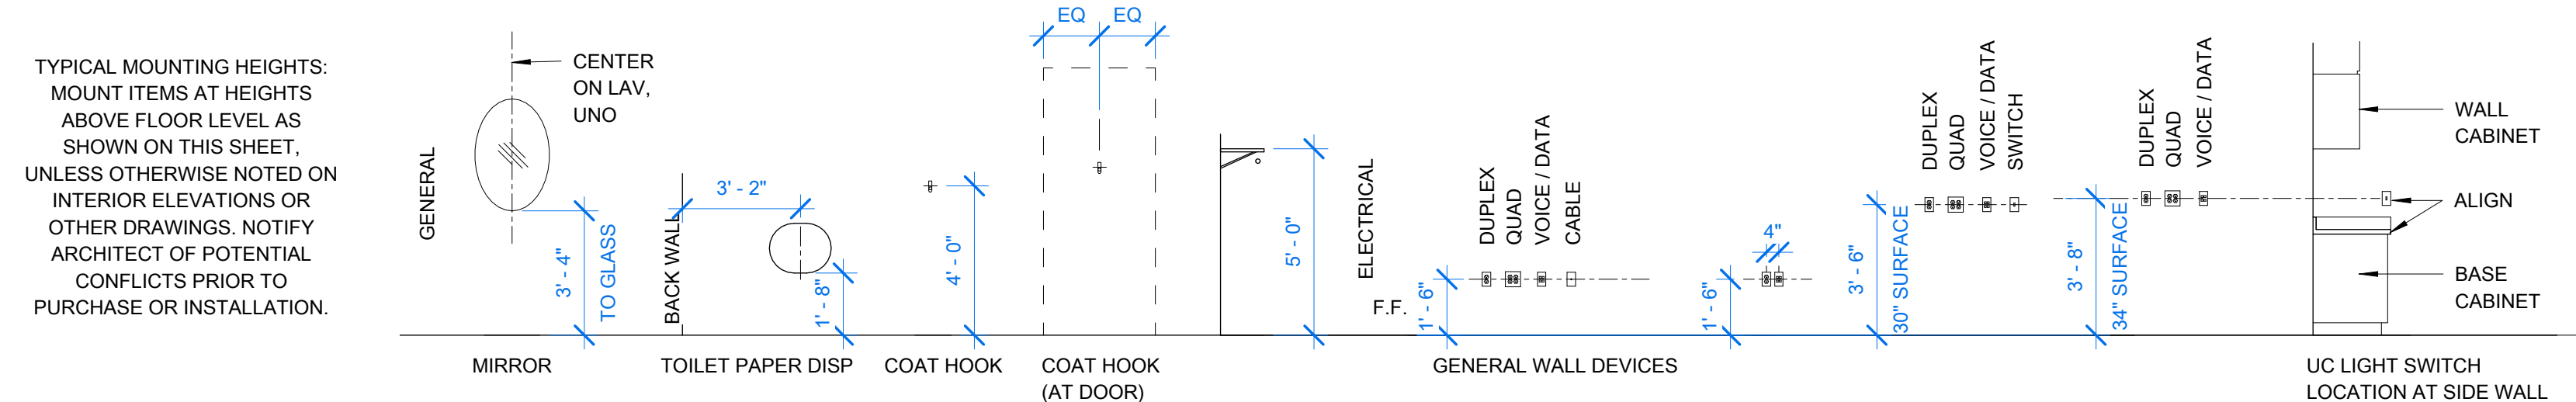 TYPICAL MOUNTING HEIGHTS:
MOUNT ITEMS AT HEIGHTS
ABOVE FLOOR LEVEL AS
SHOWN ON THIS SHEET,
UNLESS OTHERWISE NOTED ON
INTERIOR ELEVATIONS OR
OTHER DRAWINGS. NOTIFY
ARCHITECT OF POTENTIAL
CONFLICTS PRIOR TO
PURCHASE OR INSTALLATION.
GENERAL
CENTER
ON LAV,
UNO
3' - 4"
TO GLASS
MIRROR
BACK WALL
3' - 2"
1' - 8"
TOILET PAPER DISP
4' - 0"
COAT HOOK
EQ
EQ
COAT HOOK
(AT DOOR)
5' - 0"
ELECTRICAL
F.F.
1' - 6"
DUPLEX
QUAD
VOICE / DATA
CABLE
GENERAL WALL DEVICES
1' - 6"
4"
3' - 6"
30" SURFACE
DUPLEX
QUAD
VOICE / DATA
SWITCH
3' - 8"
34" SURFACE
DUPLEX
QUAD
VOICE / DATA
WALL
CABINET
ALIGN
BASE
CABINET
UC LIGHT SWITCH
LOCATION AT SIDE WALL